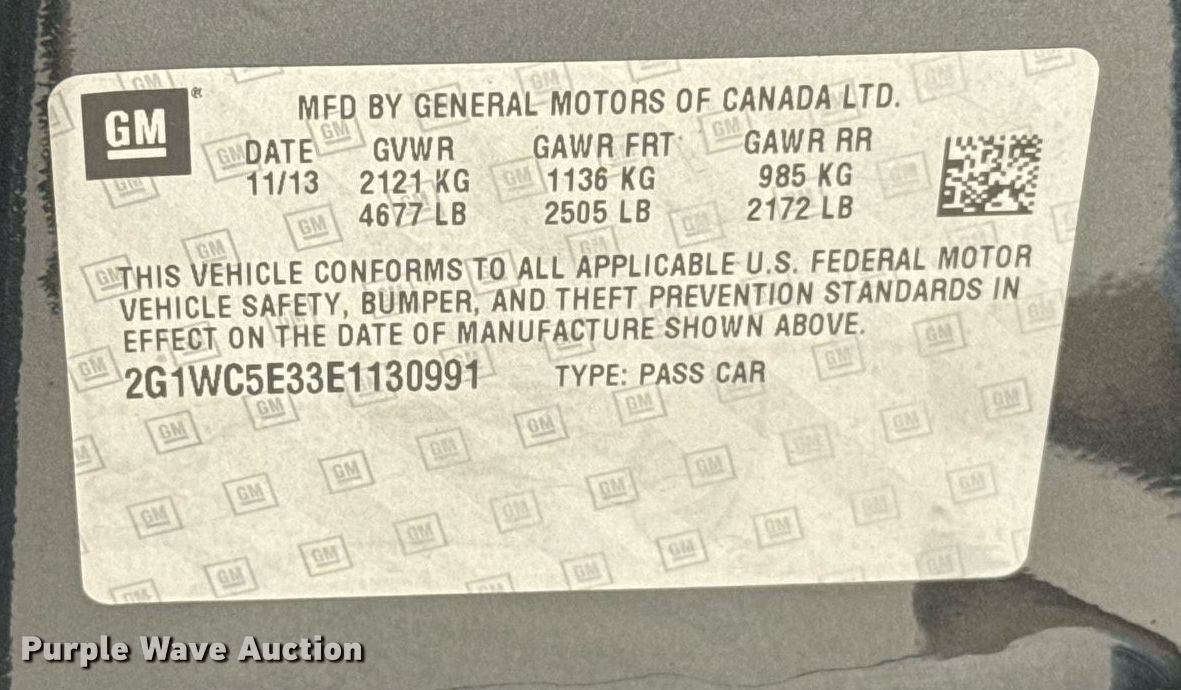 GM ®
MFD BY GENERAL MOTORS OF CANADA LTD.
DATE GVWR GAWR FRT GAWR RR
11/13 2121 KG 1136 KG 985 KG
4677 LB 2505 LB 2172 LB
THIS VEHICLE CONFORMS TO ALL APPLICABLE U.S. FEDERAL MOTOR
VEHICLE SAFETY, BUMPER, AND THEFT PREVENTION STANDARDS IN
EFFECT ON THE DATE OF MANUFACTURE SHOWN ABOVE.
2G1WC5E33E1130991 TYPE: PASS CAR
Purple Wave Auction